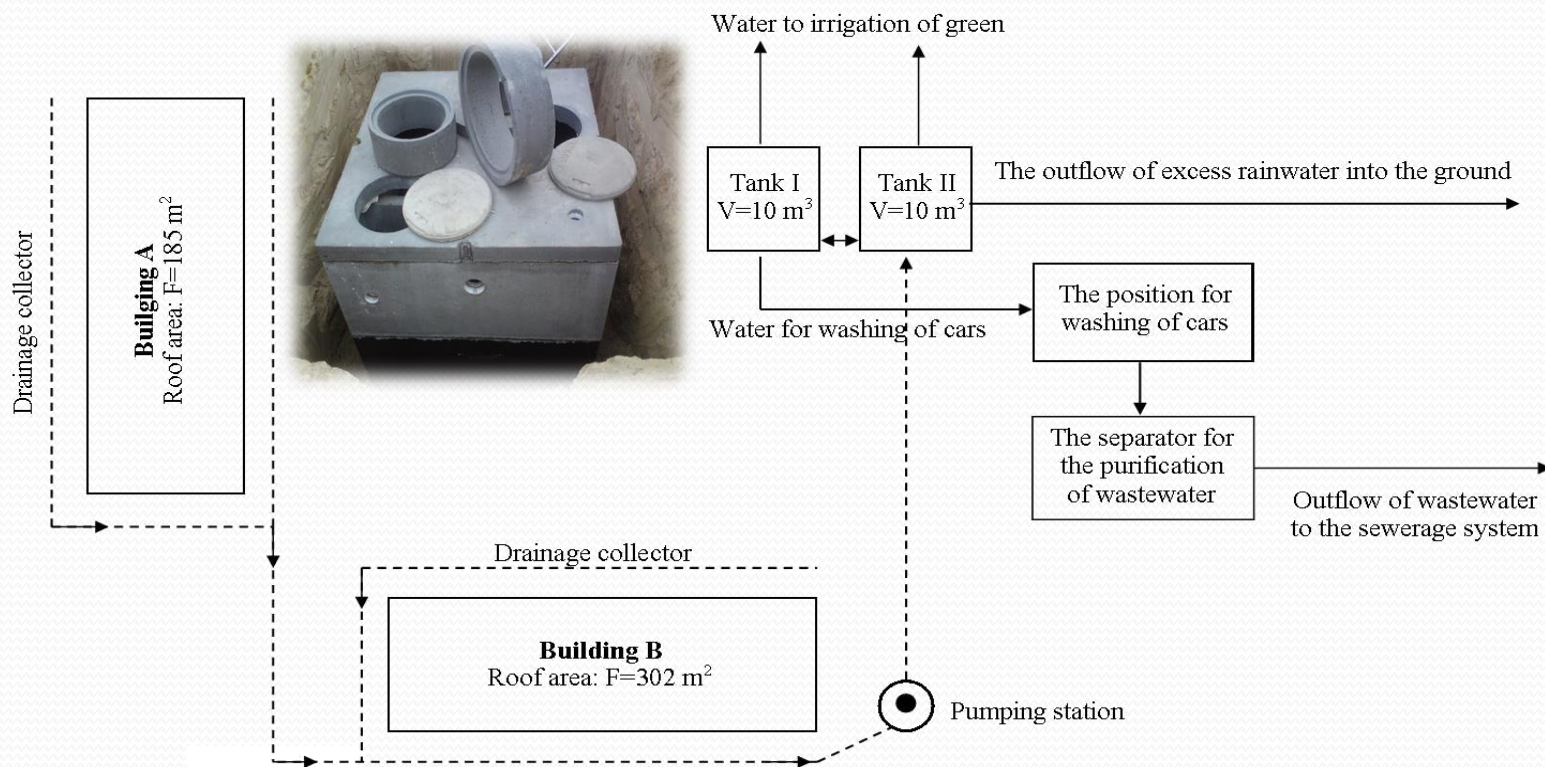 Water to irrigation of green
Tank I
V=10 m³
Tank II
V=10 m³
The outflow of excess rainwater into the ground
Drainage collector
Builging A
Roof area: F=185 m²
Water for washing of cars
The position for
washing of cars
The separator for
the purification
of wastewater
Outflow of wastewater
to the sewerage system
Drainage collector
Building B
Roof area: F=302 m²
Pumping station